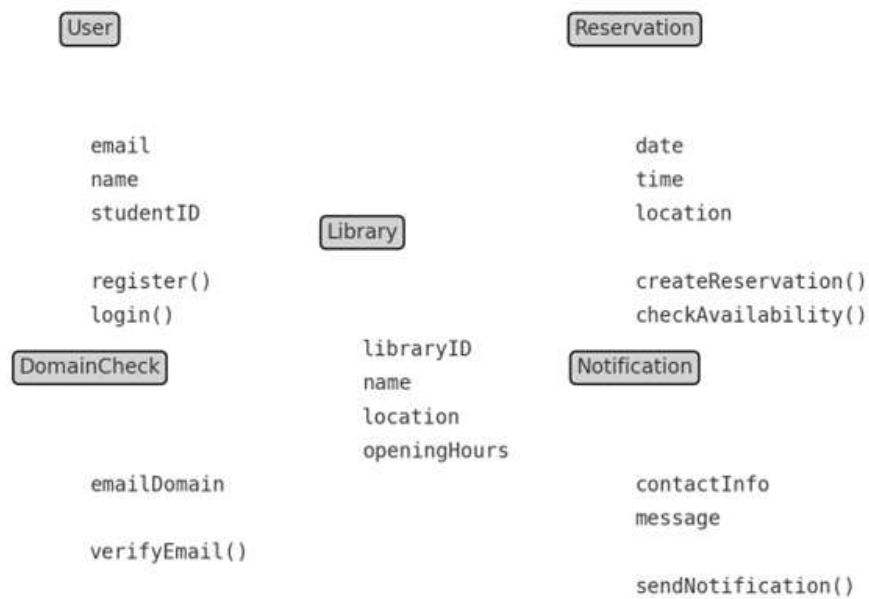 User
email
name
studentID
register()
login()
Reservation
date
time
location
createReservation()
checkAvailability()
Library
libraryID
name
location
openingHours
DomainCheck
emailDomain
verifyEmail()
Notification
contactInfo
message
sendNotification()